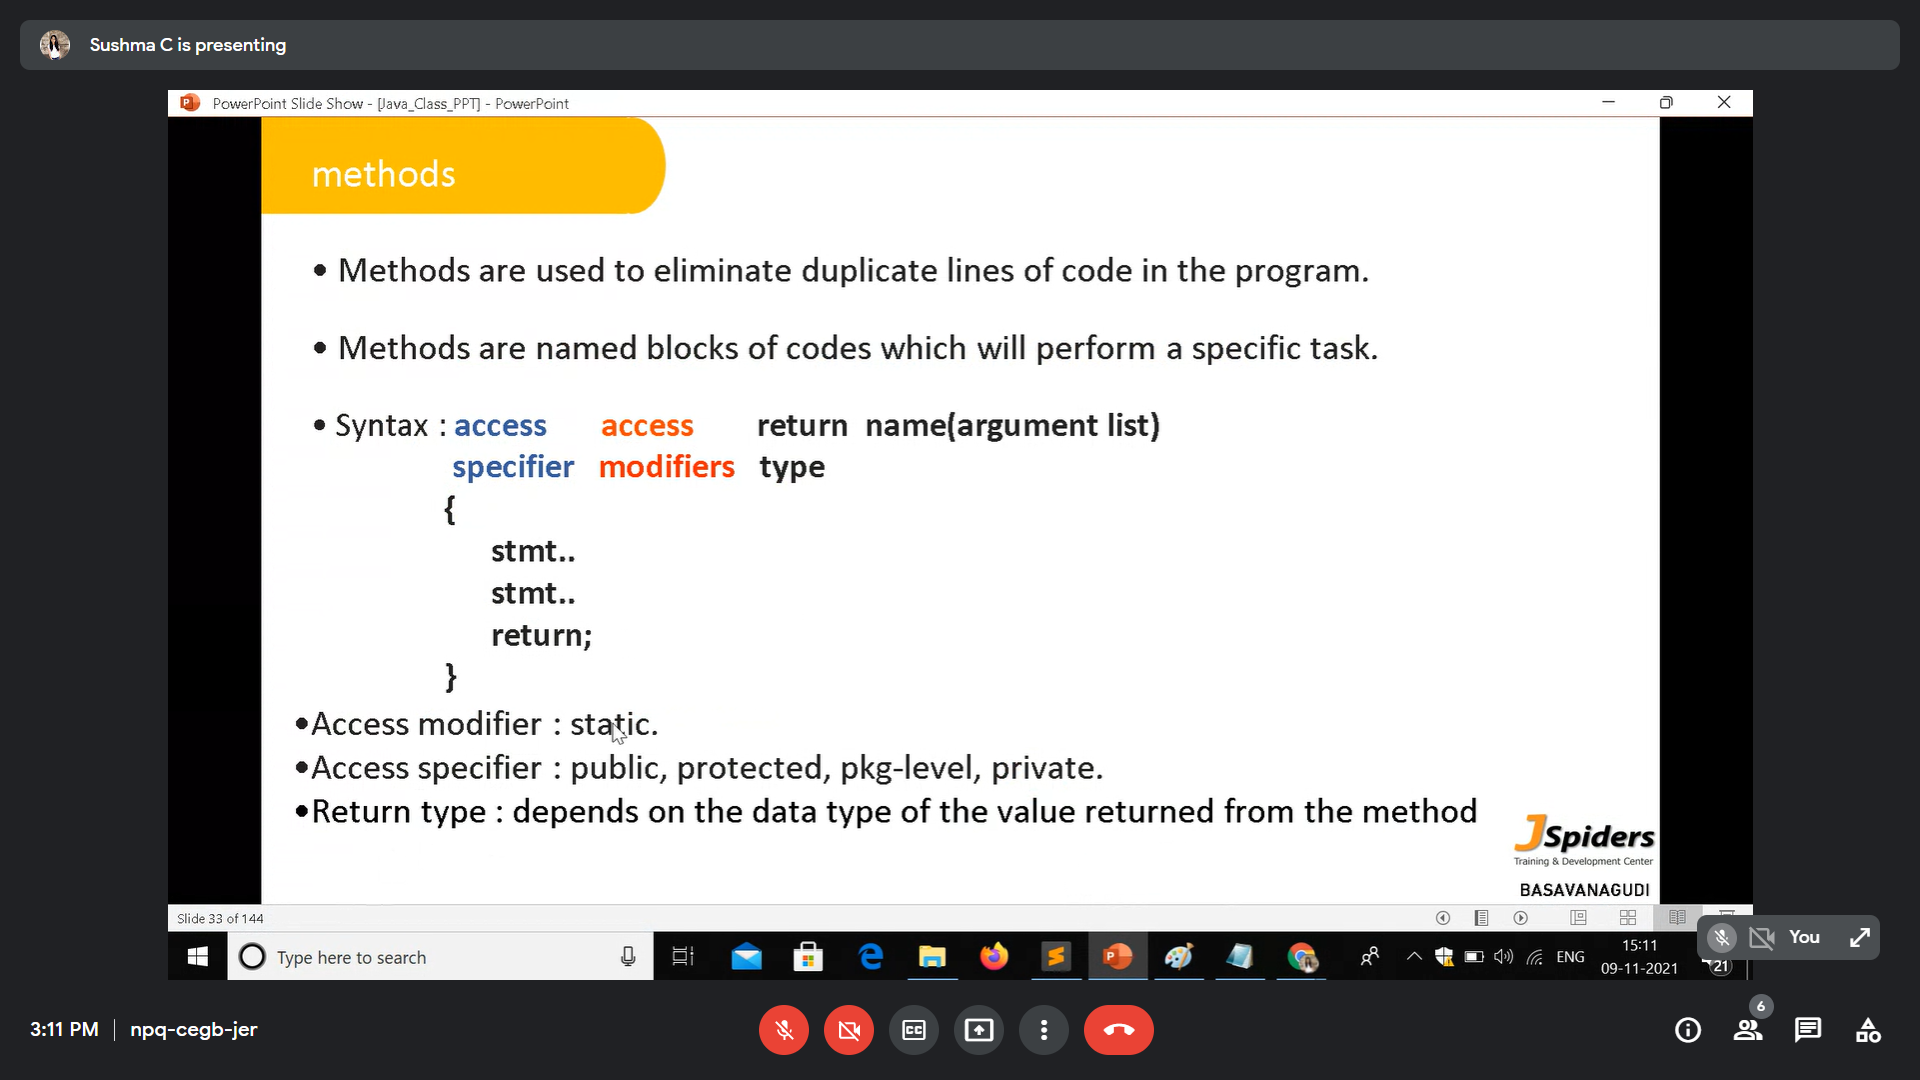 Sushma C is presenting
PowerPoint Slide Show - [Java_Class_PPT] - PowerPoint
methods
• Methods are used to eliminate duplicate lines of code in the program.
• Methods are named blocks of codes which will perform a specific task.
• Syntax : access access return name(argument list)
specifier modifiers type
{
stmt..
stmt..
return;
}
•Access modifier : static.
•Access specifier : public, protected, pkg-level, private.
•Return type : depends on the data type of the value returned from the method
JSpiders
Training & Development Center
BASAVANAGUDI
Slide 33 of 144
You
Type here to search
ENG
15:11
09-11-2021
21
3:11 PM | npq-cegb-jer
CC
6